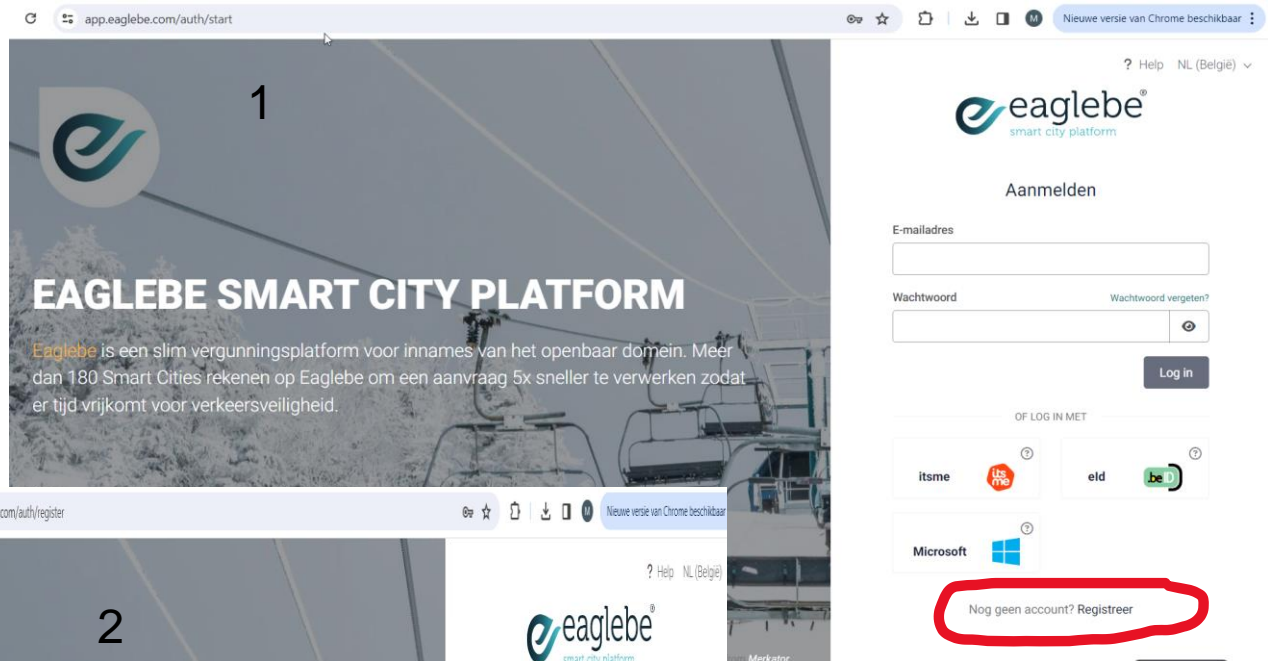 app.eaglebe.com/auth/start
M
Nieuwe versie van Chrome beschikbaar
1
? Help NL (België)
eaglebe®
smart city platform
Aanmelden
E-mailadres
Wachtwoord
Wachtwoord vergeten?
Log in
OF LOG IN MET
itsme
its me
eId
.beID
Microsoft
Nog geen account? Registreer
EAGLEBE SMART CITY PLATFORM
Eaglebe is een slim vergunningsplatform voor innames van het openbaar domein. Meer
dan 180 Smart Cities rekenen op Eaglebe om een aanvraag 5x sneller te verwerken zodat
er tijd vrijkomt voor verkeersveiligheid.
com/auth/register
M
Nieuwe versie van Chrome beschikbaar
2
? Help NL (België)
eaglebe®
smart city platform
Merkator